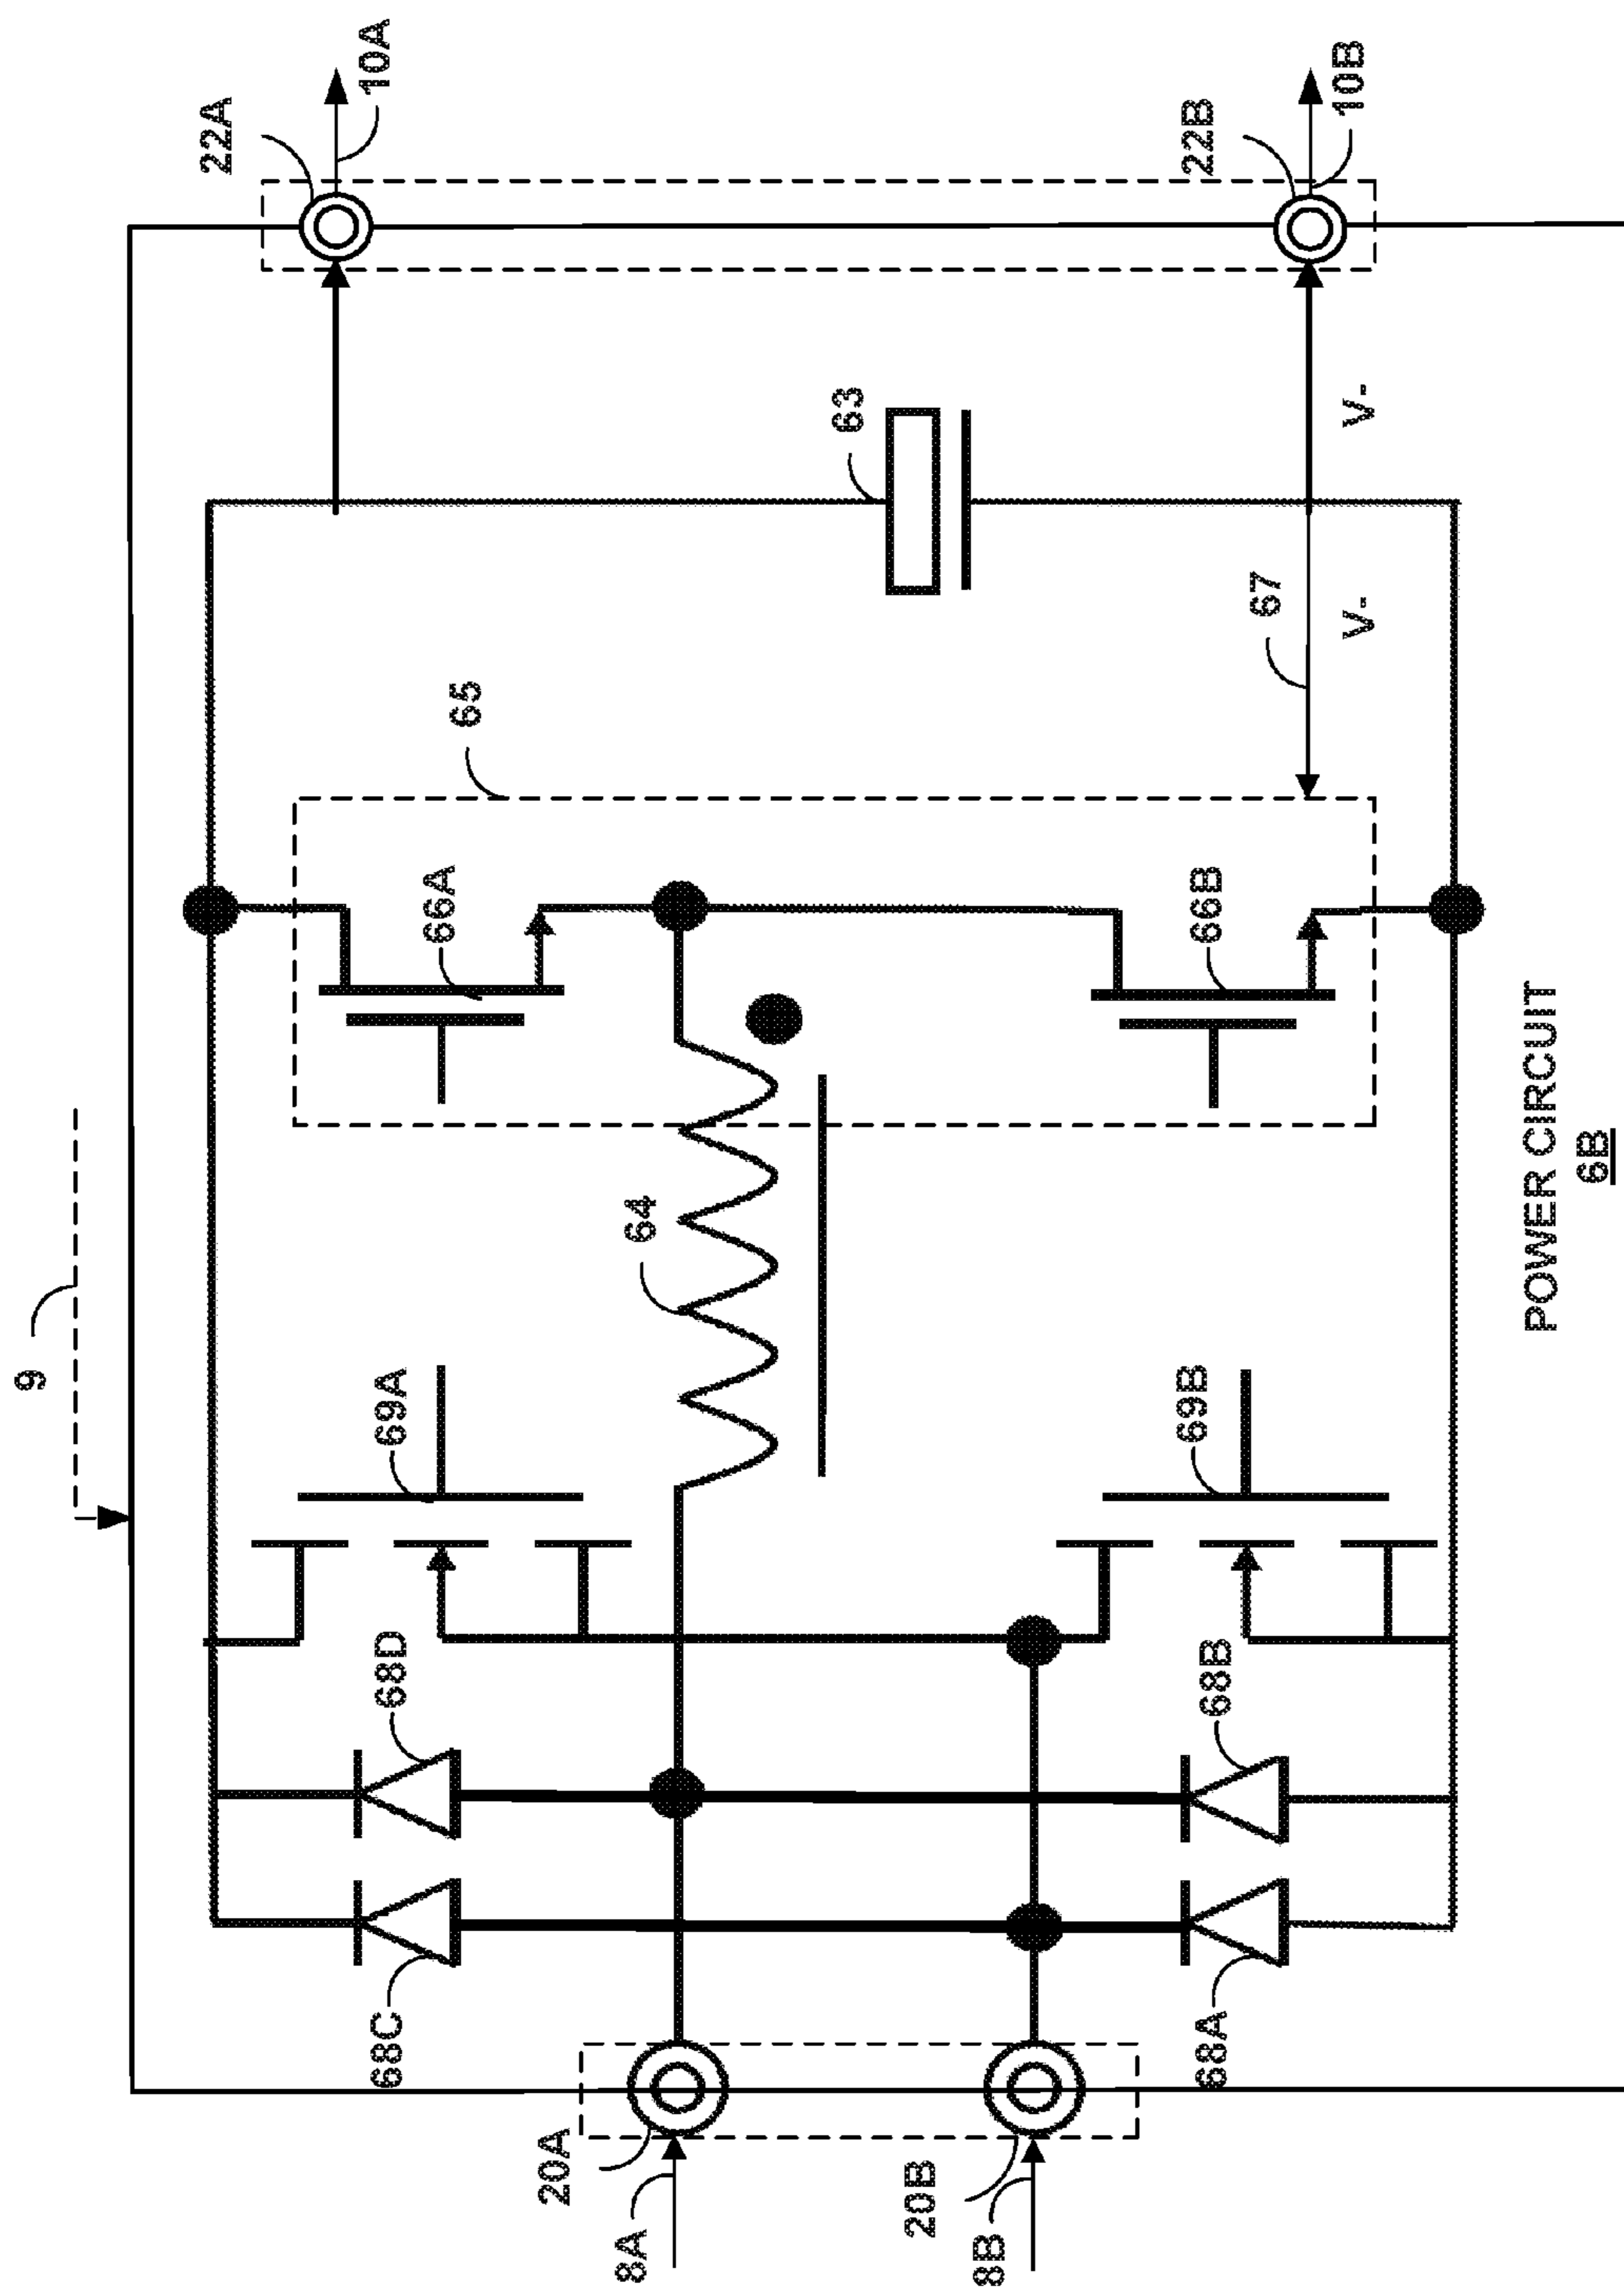 9
22A
10A
68C
68D
69A
66A
65
20A
8A
64
63
20B
8B
68A
68B
69B
66B
67
22B
10B
V-
V-
POWER CIRCUIT
6B